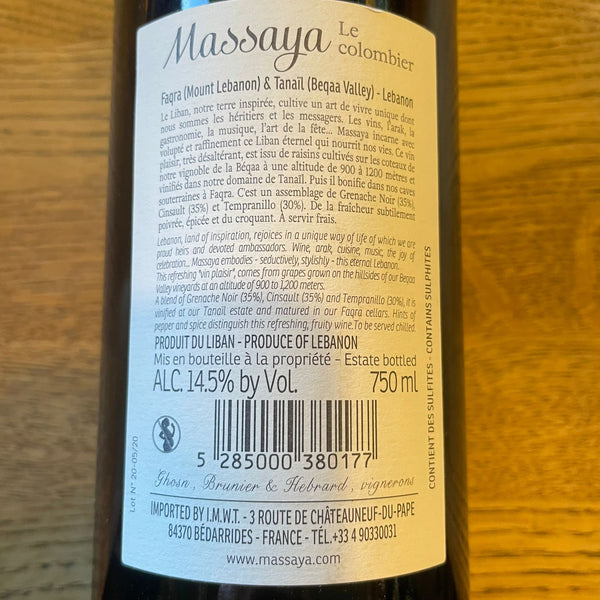 Massaya Le colombier
Faqra (Mount Lebanon) & Tanaïl (Beqaa Valley) - Lebanon
Le Liban, notre terre inspirée, cultive un art de vivre unique dont
nous sommes les héritiers et les messagers. Les vins, l'arak, la
gastronomie, la musique, l'art de la fête... Massaya incarne avec
volupté et raffinement ce Liban éternel qui nourrit nos vies. Ce vin
plaisir, très désaltérant, est issu de raisins cultivés sur les coteaux de
notre vignoble de la Béqaa à une altitude de 900 à 1200 mètres et
vinifiés dans notre domaine de Tanaïl. Puis il bonifie dans nos caves
souterraines à Faqra. C'est un assemblage de Grenache Noir (35%),
Cinsault (35%) et Tempranillo (30%). De la fraîcheur subtilement
poivrée, épicée et du croquant. À servir frais.
Lebanon, land of inspiration, rejoices in a unique way of life of which we are
proud heirs and devoted ambassadors. Wine, arak, cuisine, music, the joy of
celebration... Massaya embodies - seductively, stylishly - this eternal Lebanon.
This refreshing "vin plaisir", comes from grapes grown on the hillsides of our Beqaa
Valley vineyards at an altitude of 900 to 1,200 meters.
A blend of Grenache Noir (35%), Cinsault (35%) and Tempranillo (30%), it is
vinified at our Tanaïl estate and matured in our Faqra cellars. Hints of
pepper and spice distinguish this refreshing, fruity wine.To be served chilled.
PRODUIT DU LIBAN - PRODUCE OF LEBANON
Mis en bouteille à la propriété – Estate bottled
ALC. 14.5% by Vol. 750 ml
5 285000 380177
Ghosn, Brunier & Hebrard, vignerons
IMPORTED BY I.M.W.T. - 3 ROUTE DE CHÂTEAUNEUF-DU-PAPE
84370 BÉDARRIDES - FRANCE - TÉL.+33 4 90330031
www.massaya.com
Lot N° 20-05/20
CONTIENT DES SULFITES - CONTAINS SULPHITES